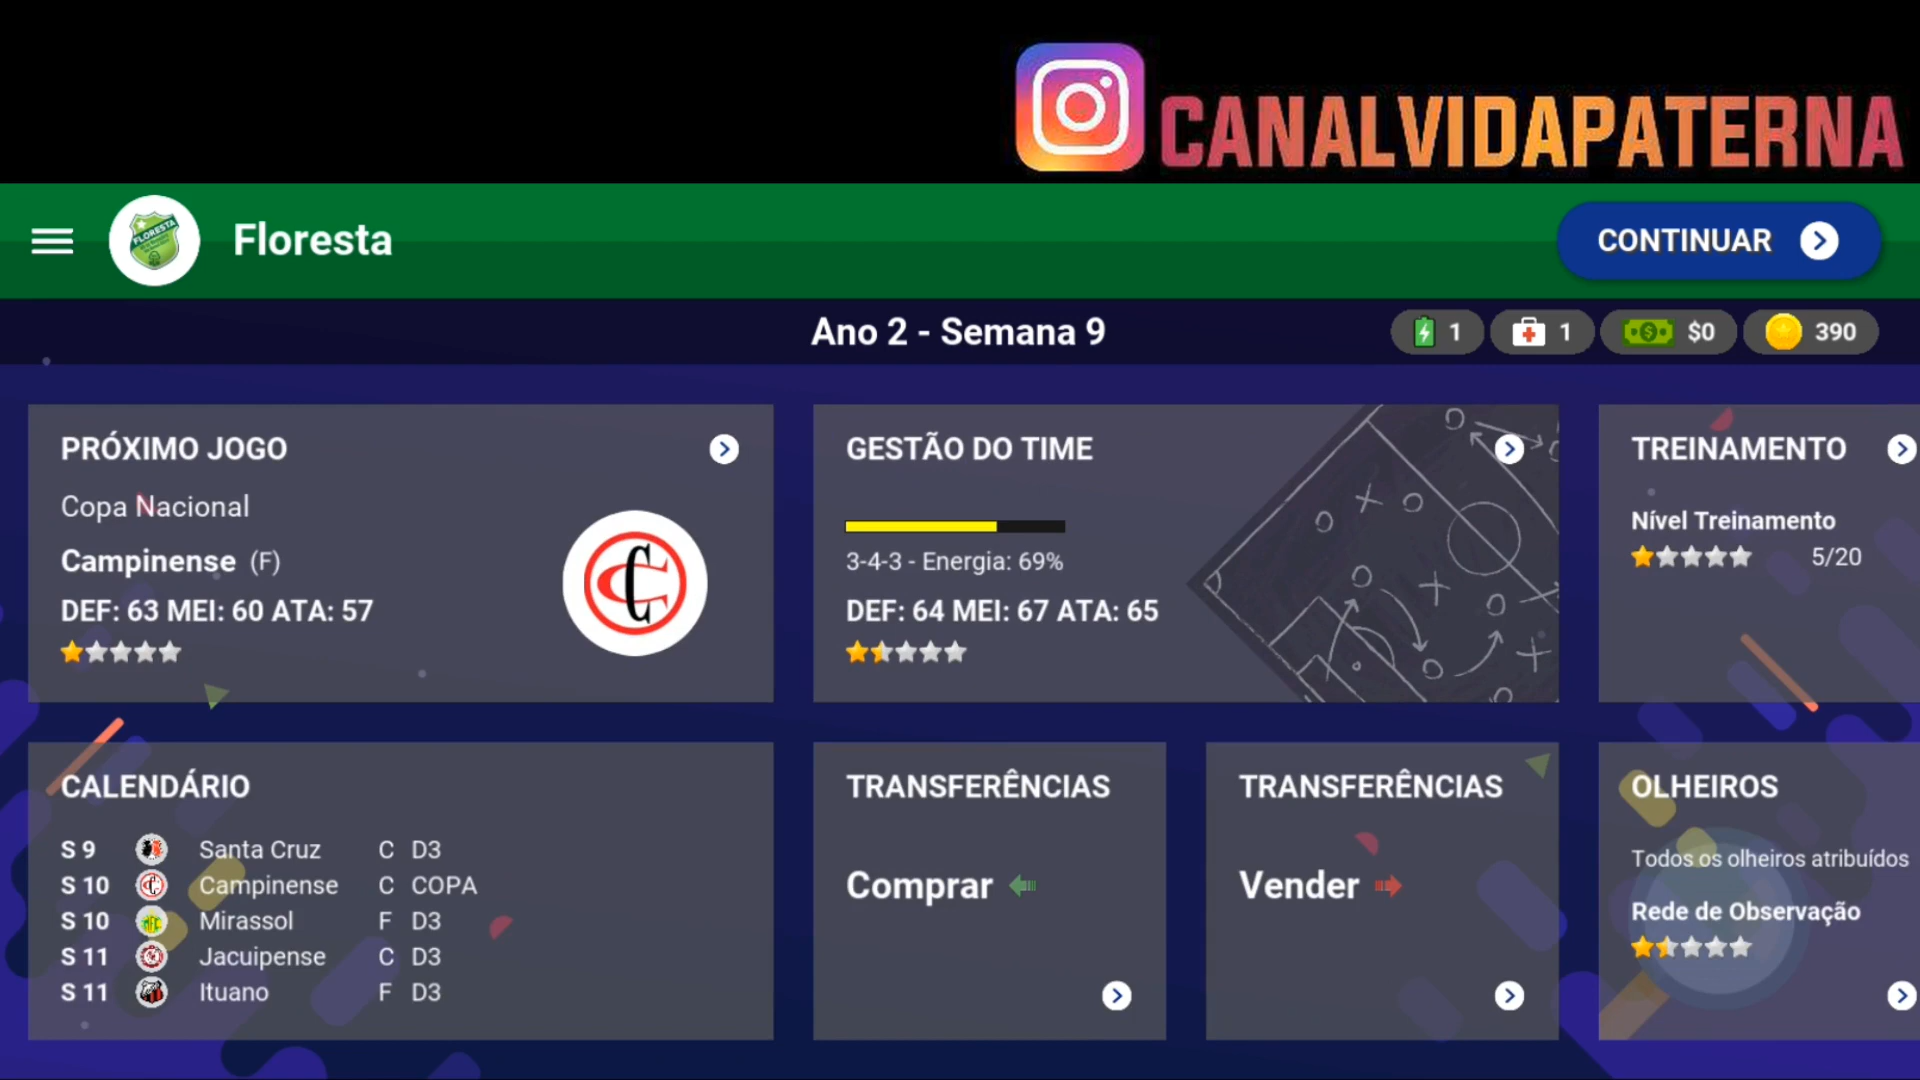 CANALVIDAPATERNA
FLORESTA
Floresta
CONTINUAR
Ano 2 - Semana 9
1
1
$0
390
PRÓXIMO JOGO
Copa Nacional
Campinense (F)
DEF: 63 MEI: 60 ATA: 57
GESTÃO DO TIME
3-4-3 - Energia: 69%
DEF: 64 MEI: 67 ATA: 65
TREINAMENTO
Nível Treinamento
5/20
CALENDÁRIO
S 9 Santa Cruz C D3
S 10 Campinense C COPA
S 10 Mirassol F D3
S 11 Jacuipense C D3
S 11 Ituano F D3
TRANSFERÊNCIAS
Comprar
TRANSFERÊNCIAS
Vender
OLHEIROS
Todos os olheiros atribuídos
Rede de Observação